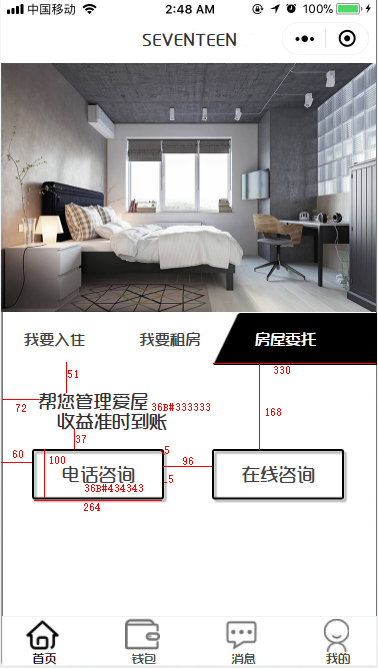 中国移动 2:48 AM 100%
SEVENTEEN
我要入住 我要租房 房屋委托
51 330
72 帮您管理爱屋 36B#333333 168
收益准时到账
37
60 100 电话咨询 5 96 在线咨询
5
36B#434343
264
首页 钱包 消息 我的